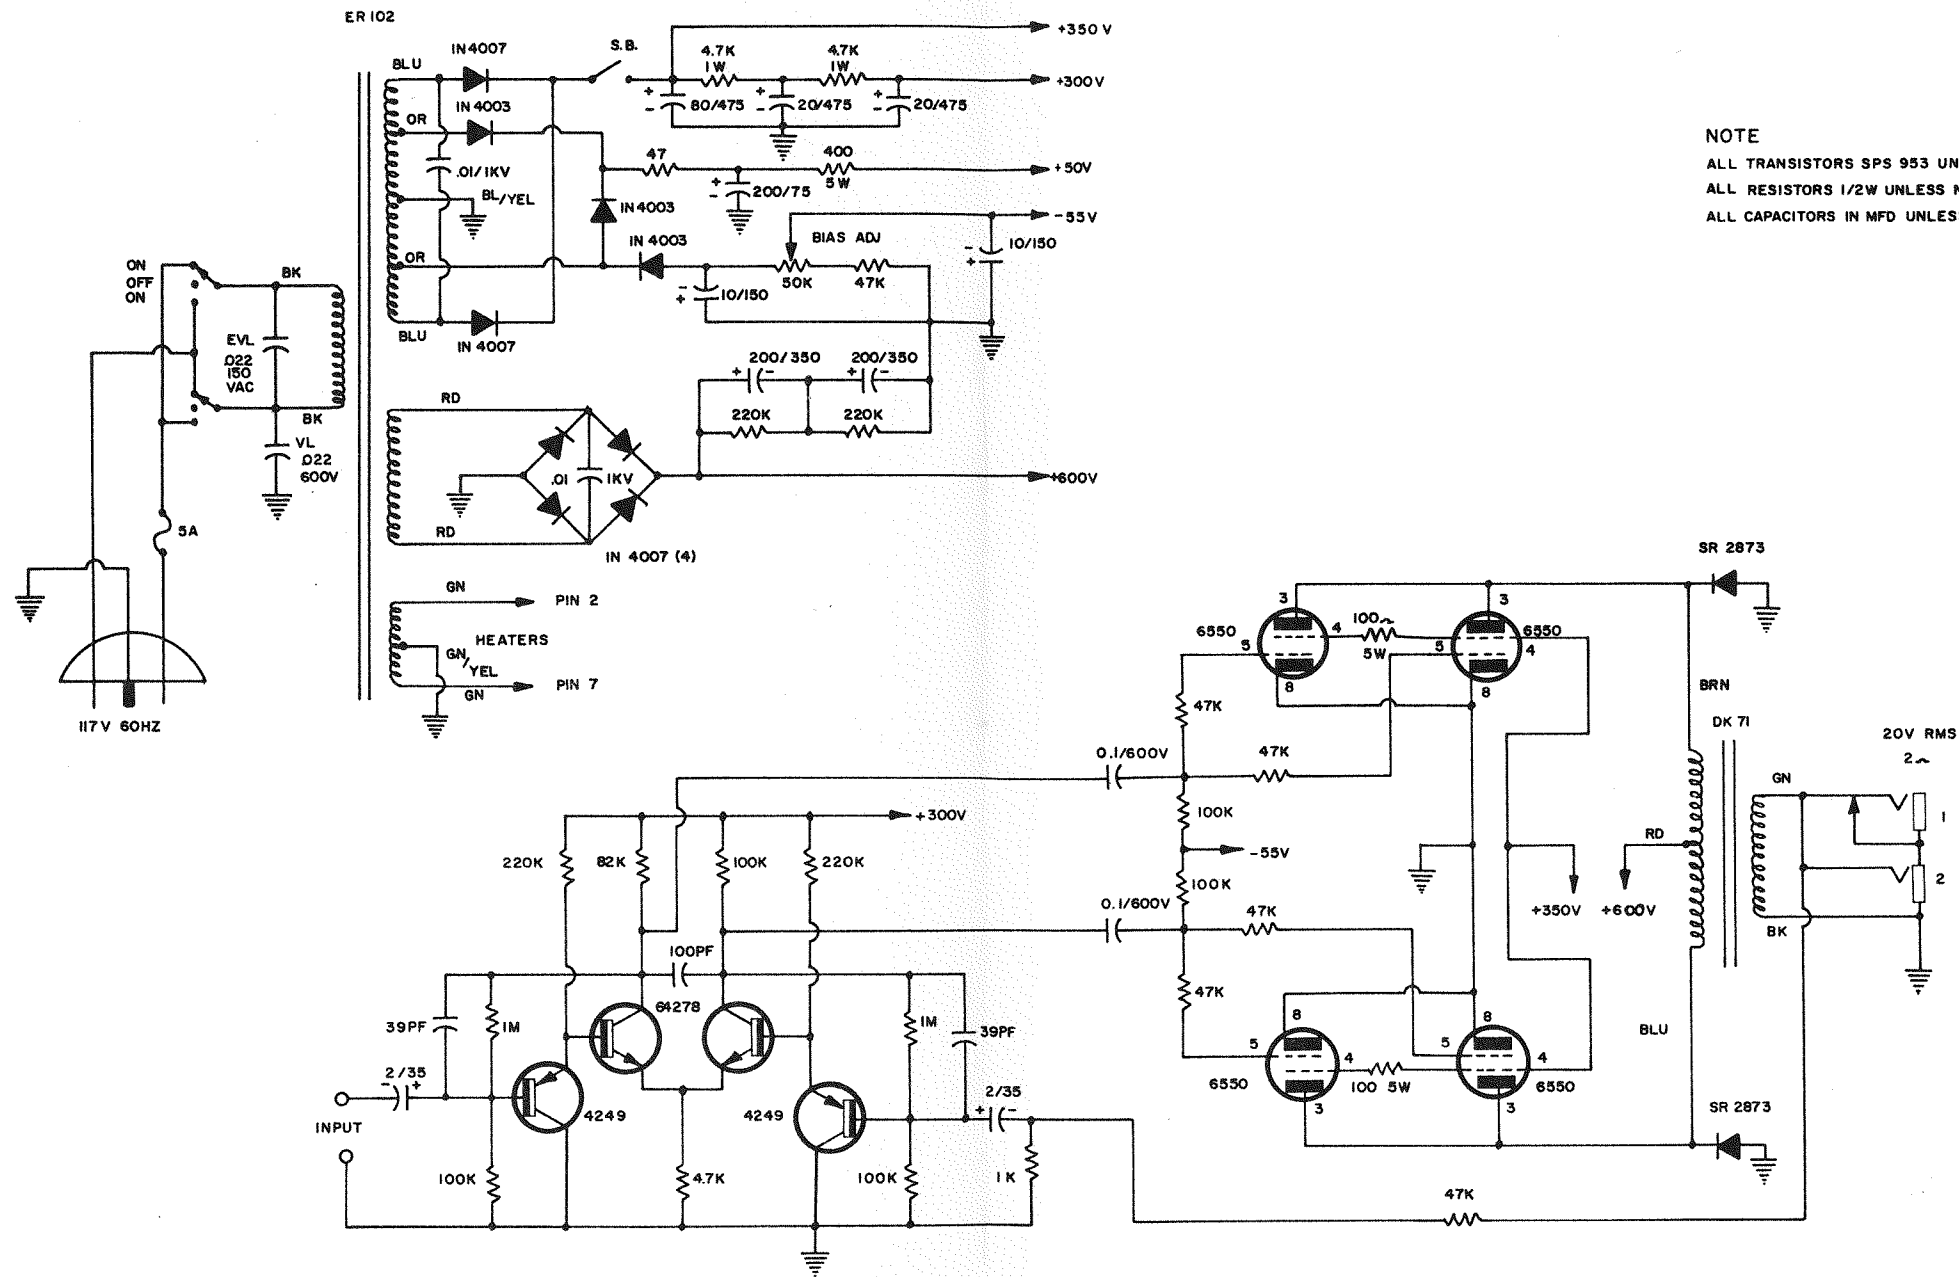 ER 102
IN 4007
BLU
S.B.
4.7K
1W
4.7K
1W
+350 V
+300V
IN 4003
OR
80/475
+
-
20/475
+
-
20/475
+
-
.01/1KV
BL/YEL
47
400
5W
+50V
200/75
+
-
IN 4003
-55V
IN 4003
BIAS ADJ
10/150
-
+
OR
50K
47K
10/150
-
+
BLU
IN 4007
NOTE
ALL TRANSISTORS SPS 953 UN
ALL RESISTORS 1/2W UNLESS N
ALL CAPACITORS IN MFD UNLES
ON
OFF
ON
BK
EVL
.022
150
VAC
BK
VL
.022
600V
5A
117V 60HZ
200/350
+
-
200/350
+
-
220K
220K
RD
.01
1KV
+600V
RD
IN 4007 (4)
GN
PIN 2
HEATERS
GN/YEL
GN
PIN 7
SR 2873
3
3
6550
4
100~
5W
6550
5
5
4
8
8
47K
BRN
DK 71
0.1/600V
47K
20V RMS
2~
GN
100K
1
RD
-55V
100K
+350V
+600V
2
0.1/600V
47K
BK
47K
BLU
8
8
5
5
4
4
6550
100 5W
6550
3
3
SR 2873
+300V
220K
82K
100K
220K
100PF
64278
39PF
1M
1M
39PF
2/35
-
+
2/35
+
-
4249
4249
INPUT
100K
4.7K
100K
1K
47K